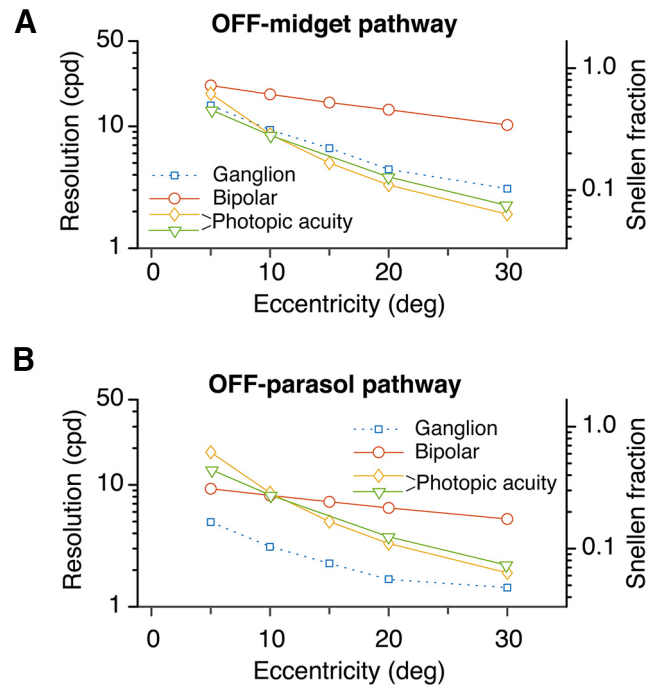 A
OFF-midget pathway
50
10
1
Resolution (cpd)
1.0
0.1
Snellen fraction
Ganglion
Bipolar
Photopic acuity
0 10 20 30
Eccentricity (deg)
B
OFF-parasol pathway
50
10
1
Resolution (cpd)
1.0
0.1
Snellen fraction
Ganglion
Bipolar
Photopic acuity
0 10 20 30
Eccentricity (deg)